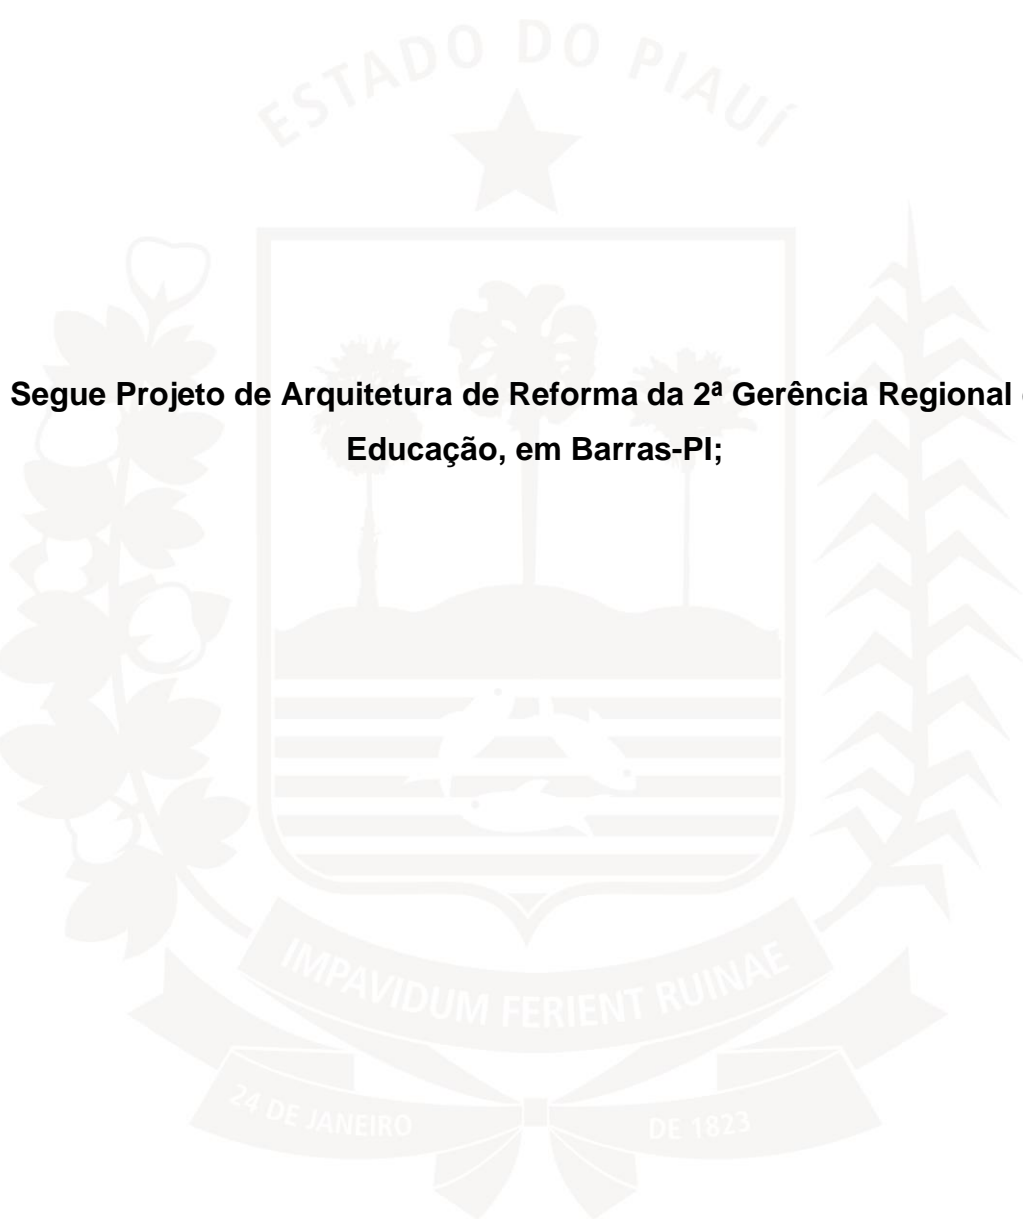 ESTADO DO PIAUÍ
Segue Projeto de Arquitetura de Reforma da 2ª Gerência Regional
Educação, em Barras-PI;
IMPAVIDUM FERIENT RUINAE
24 DE JANEIRO DE 1823